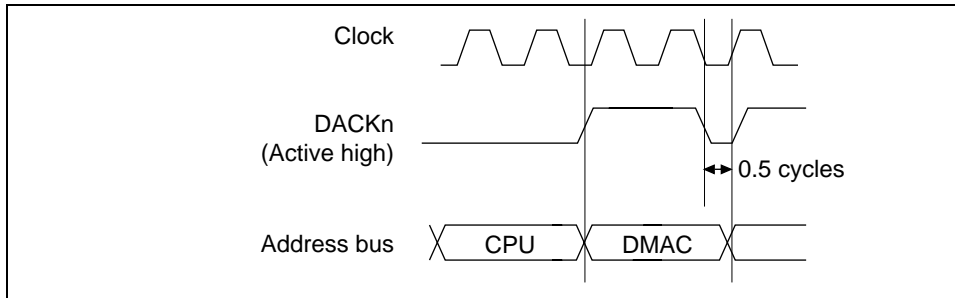 Clock
DACKn
(Active high)
0.5 cycles
Address bus
CPU
DMAC